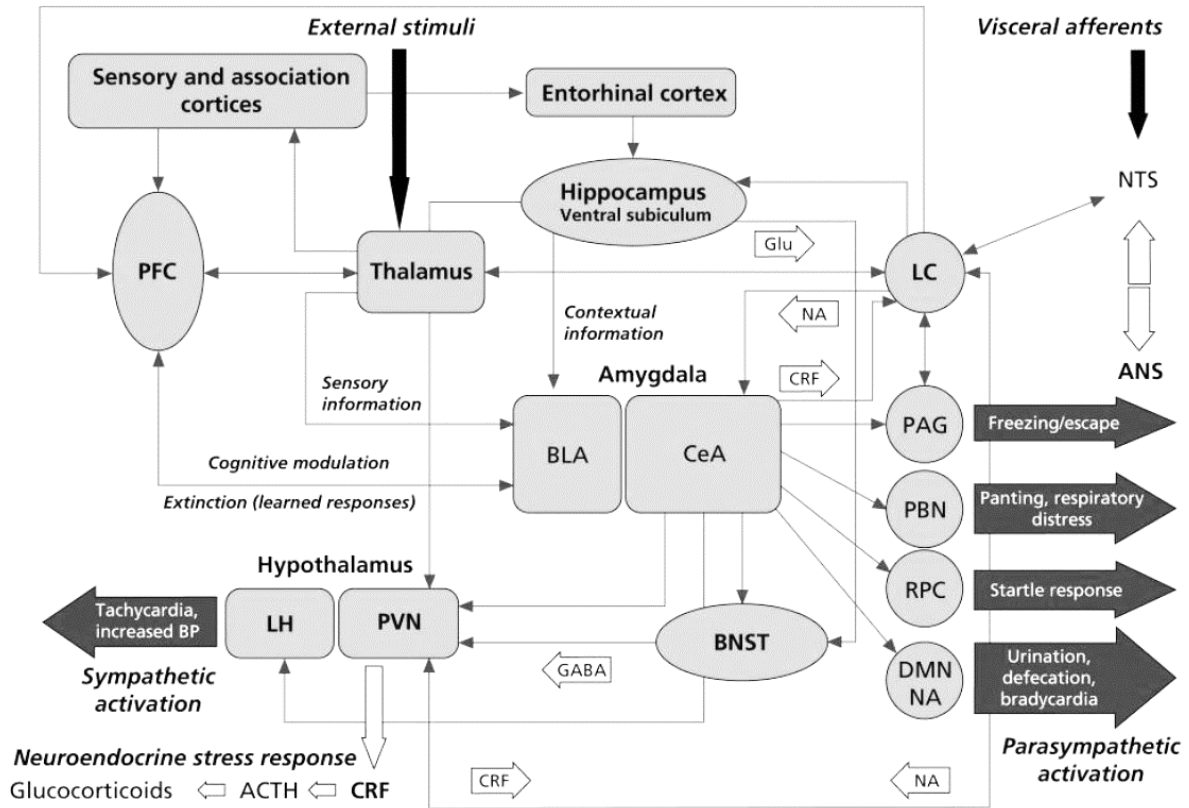 External stimuli
Visceral afferents
Sensory and association
cortices
Entorhinal cortex
Hippocampus
Ventral subiculum
NTS
Glu
PFC
Thalamus
LC
NA
Contextual
information
CRF
ANS
Amygdala
Sensory
information
BLA
CeA
PAG
Freezing/escape
Cognitive modulation
Extinction (learned responses)
PBN
Panting, respiratory
distress
Hypothalamus
RPC
Startle response
Tachycardia,
increased BP
LH
PVN
BNST
GABA
DMN
NA
Urination,
defecation,
bradycardia
Sympathetic
activation
Neuroendocrine stress response
Glucocorticoids
ACTH
CRF
CRF
NA
Parasympathetic
activation